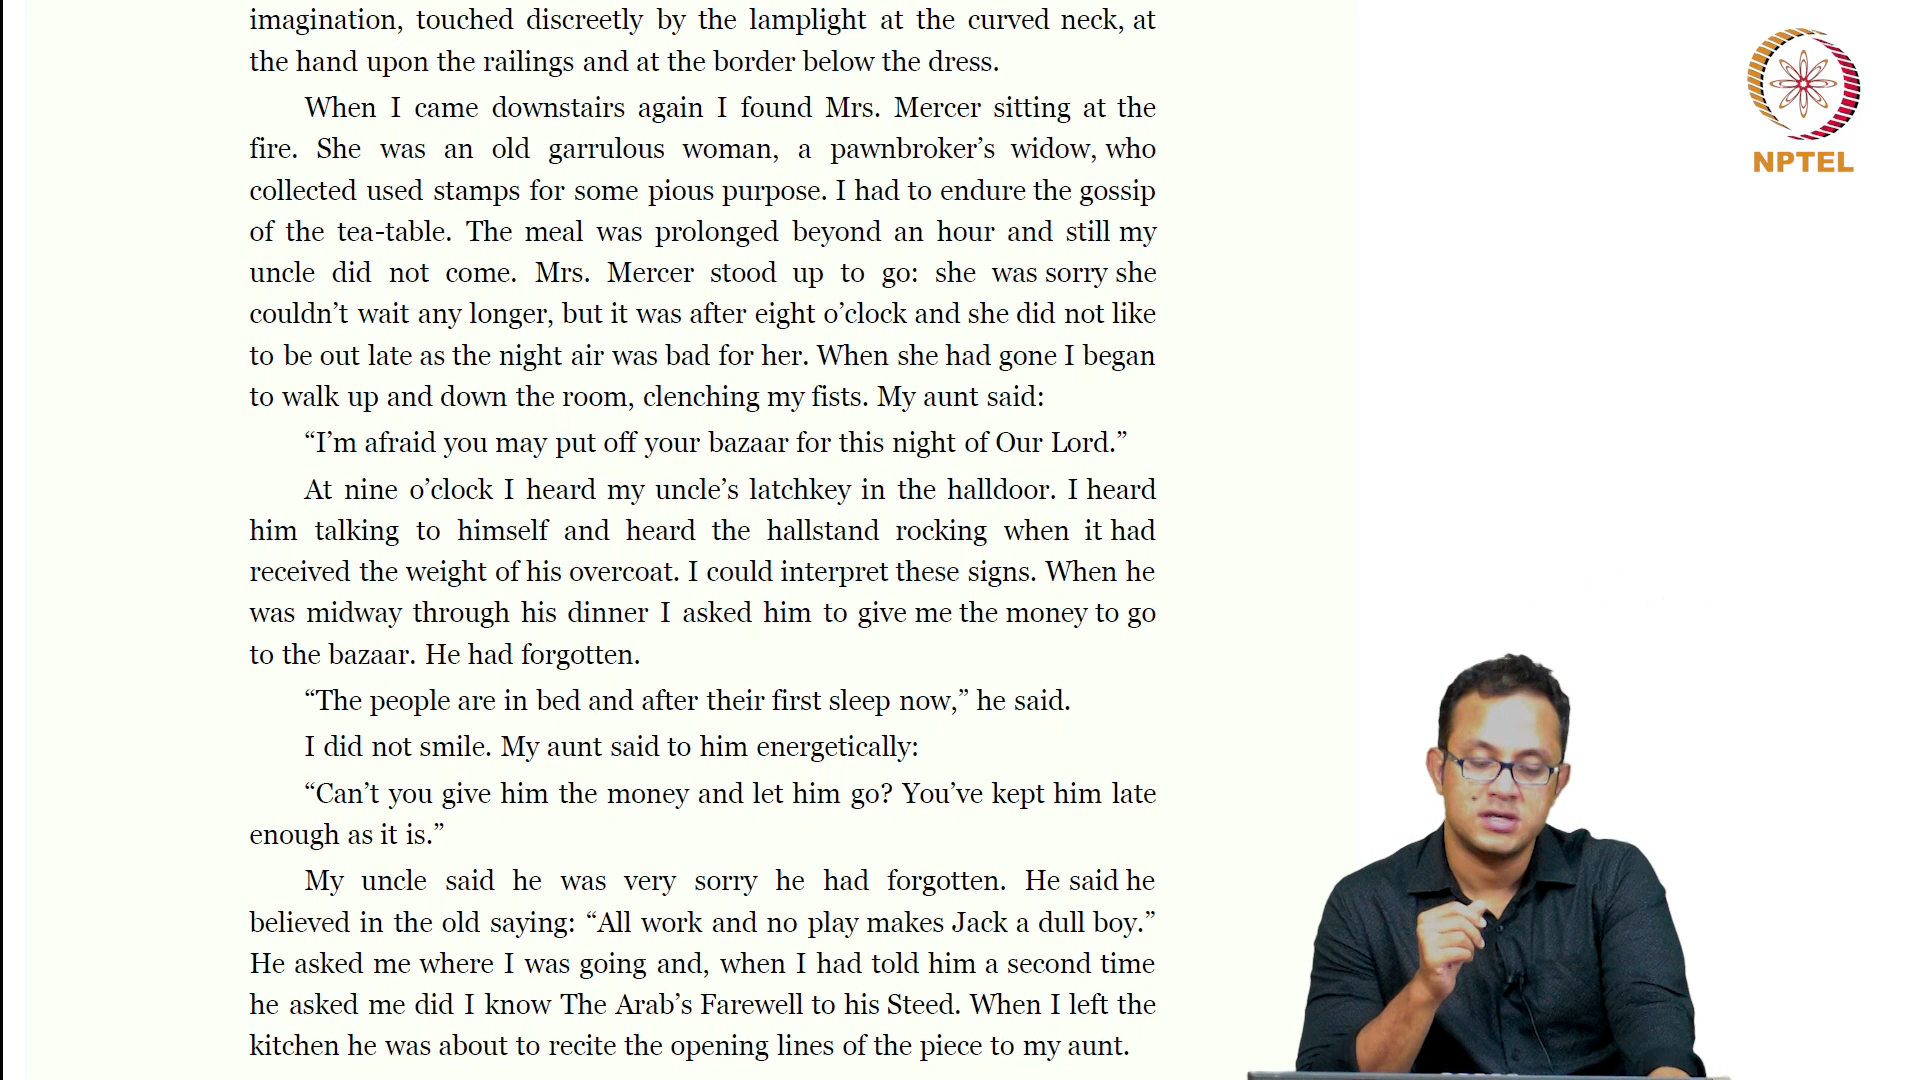 imagination, touched discreetly by the lamplight at the curved neck, at
the hand upon the railings and at the border below the dress.
When I came downstairs again I found Mrs. Mercer sitting at the
fire. She was an old garrulous woman, a pawnbroker’s widow, who
collected used stamps for some pious purpose. I had to endure the gossip
of the tea-table. The meal was prolonged beyond an hour and still my
uncle did not come. Mrs. Mercer stood up to go: she was sorry she
couldn’t wait any longer, but it was after eight o’clock and she did not like
to be out late as the night air was bad for her. When she had gone I began
to walk up and down the room, clenching my fists. My aunt said:
“I’m afraid you may put off your bazaar for this night of Our Lord.”
At nine o’clock I heard my uncle’s latchkey in the halldoor. I heard
him talking to himself and heard the hallstand rocking when it had
received the weight of his overcoat. I could interpret these signs. When he
was midway through his dinner I asked him to give me the money to go
to the bazaar. He had forgotten.
“The people are in bed and after their first sleep now,” he said.
I did not smile. My aunt said to him energetically:
“Can’t you give him the money and let him go? You’ve kept him late
enough as it is.”
My uncle said he was very sorry he had forgotten. He said he
believed in the old saying: “All work and no play makes Jack a dull boy.”
He asked me where I was going and, when I had told him a second time
he asked me did I know The Arab’s Farewell to his Steed. When I left the
kitchen he was about to recite the opening lines of the piece to my aunt.
NPTEL